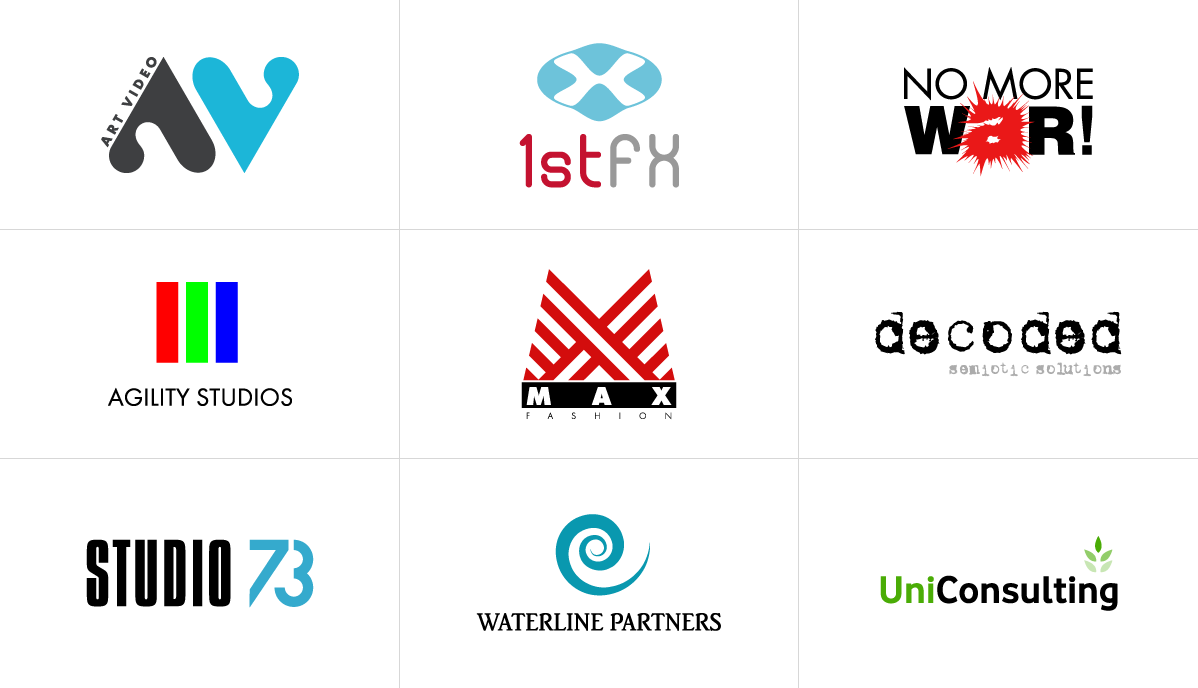 ART VIDEO
AV
1stfx
NO MORE
WaR!
AGILITY STUDIOS
MAX
FASHION
decoded
semiotic solutions
STUDIO 73
WATERLINE PARTNERS
UniConsulting